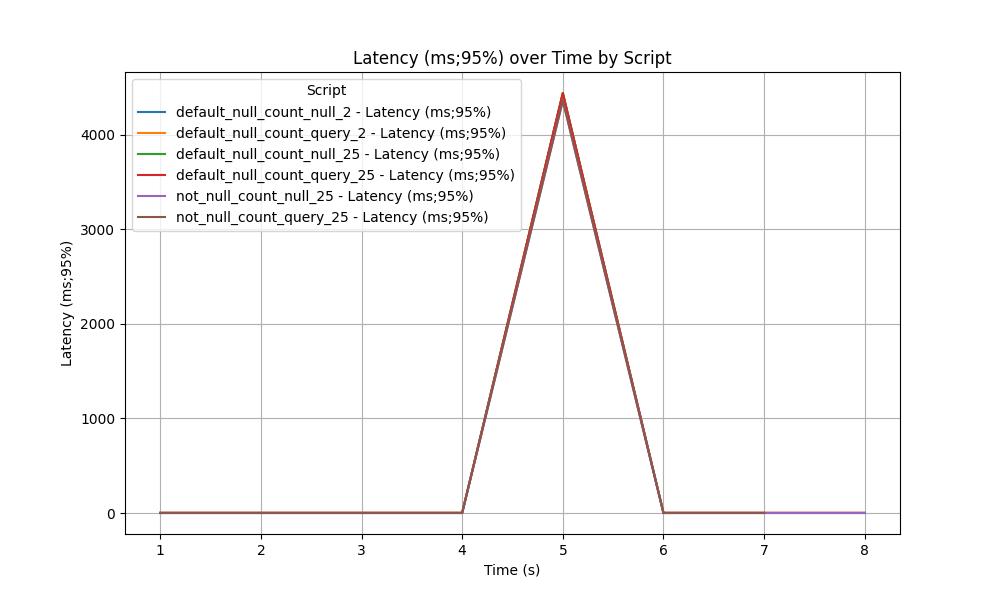 Latency (ms;95%) over Time by Script
Script
default_null_count_null_2 - Latency (ms;95%)
default_null_count_query_2 - Latency (ms;95%)
default_null_count_null_25 - Latency (ms;95%)
default_null_count_query_25 - Latency (ms;95%)
not_null_count_null_25 - Latency (ms;95%)
not_null_count_query_25 - Latency (ms;95%)
Latency (ms;95%)
4000
3000
2000
1000
0
1 2 3 4 5 6 7 8
Time (s)